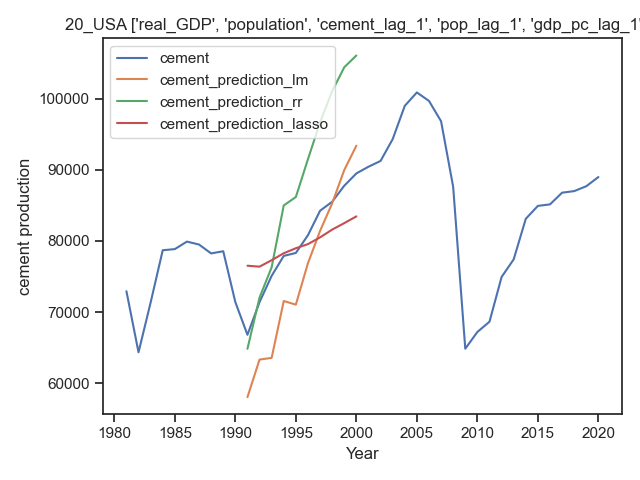 20_USA ['real_GDP', 'population', 'cement_lag_1', 'pop_lag_1', 'gdp_pc_lag_1'
cement
cement_prediction_lm
cement_prediction_rr
cement_prediction_lasso
100000
90000
80000
70000
60000
cement production
1980 1985 1990 1995 2000 2005 2010 2015 2020
Year